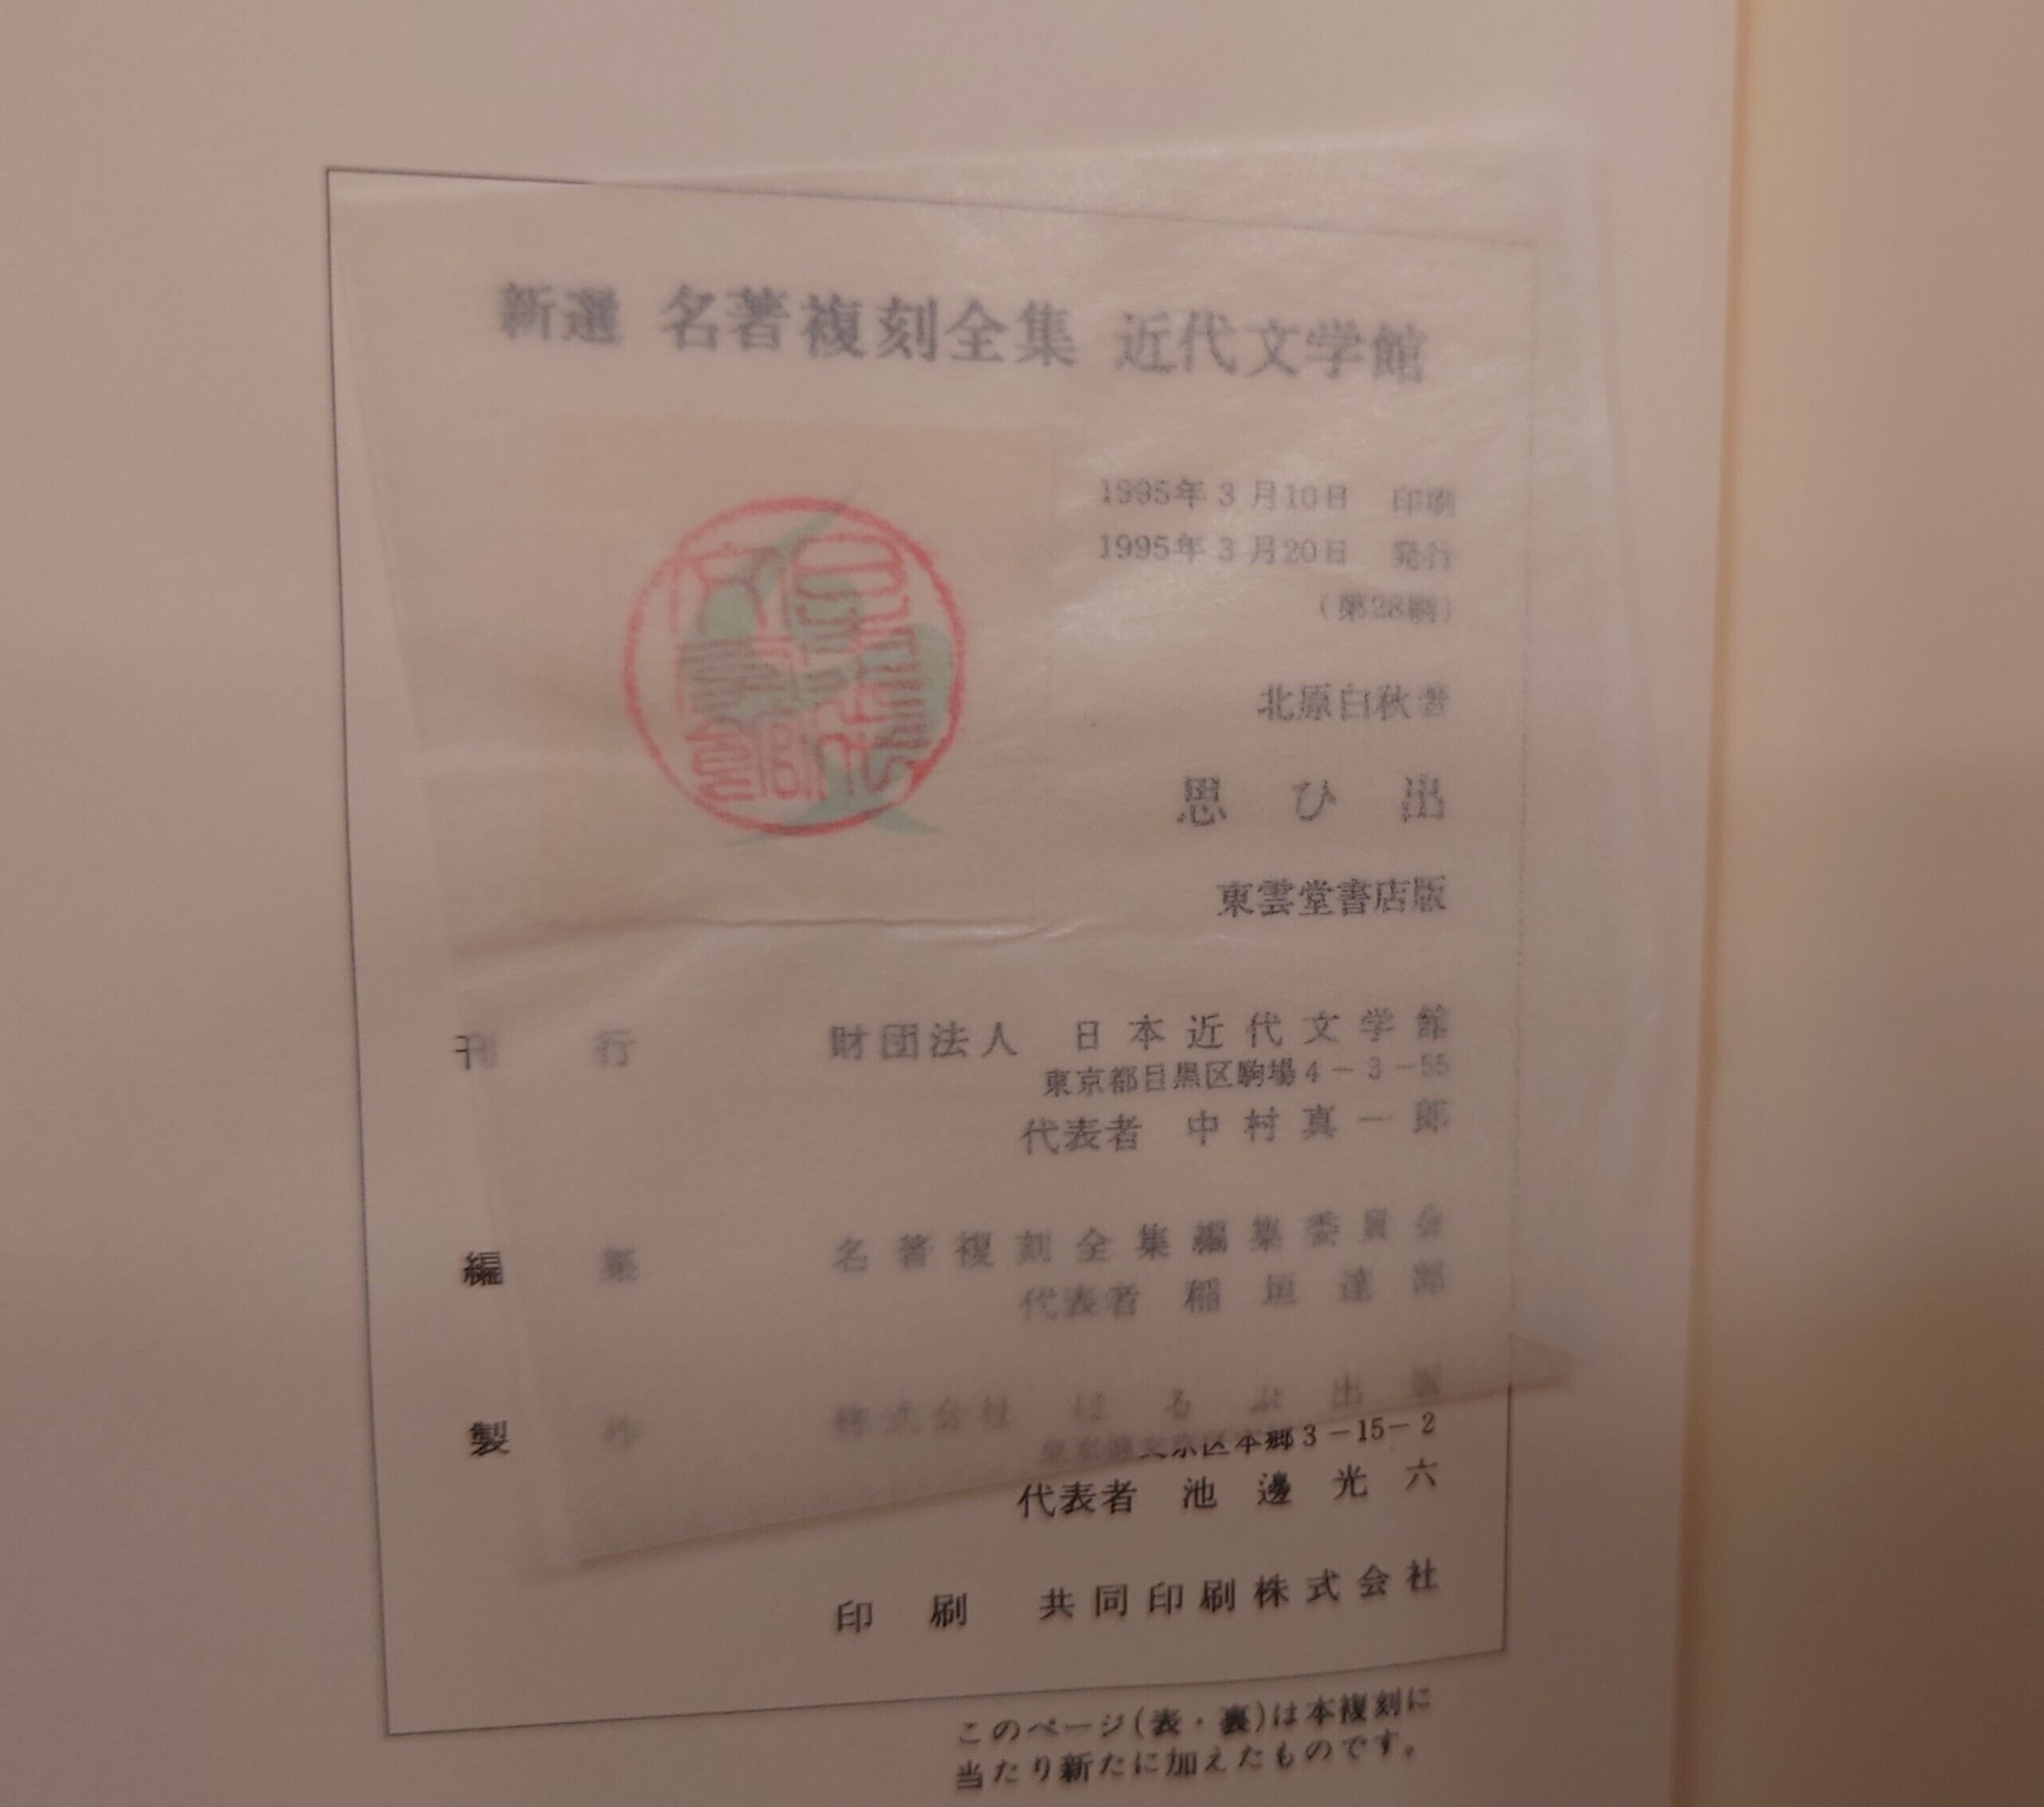 新選 名著複刻全集 近代文学館
1995年3月10日 印刷
1995年3月20日 発行
(第28刷)
北原白秋著
思ひ出
東雲堂書店版
刊行 財団法人 日本近代文学館
東京都目黒区駒場4-3-55
代表者 中村真一郎
編集 名著複刻全集編集委員会
代表者 稲垣達郎
製作 株式会社 ほるぷ出版
東京都文京区本郷3-15-2
代表者 池邊光六
印刷 共同印刷株式会社
このページ(表・裏)は本複刻に
当たり新たに加えたものです。